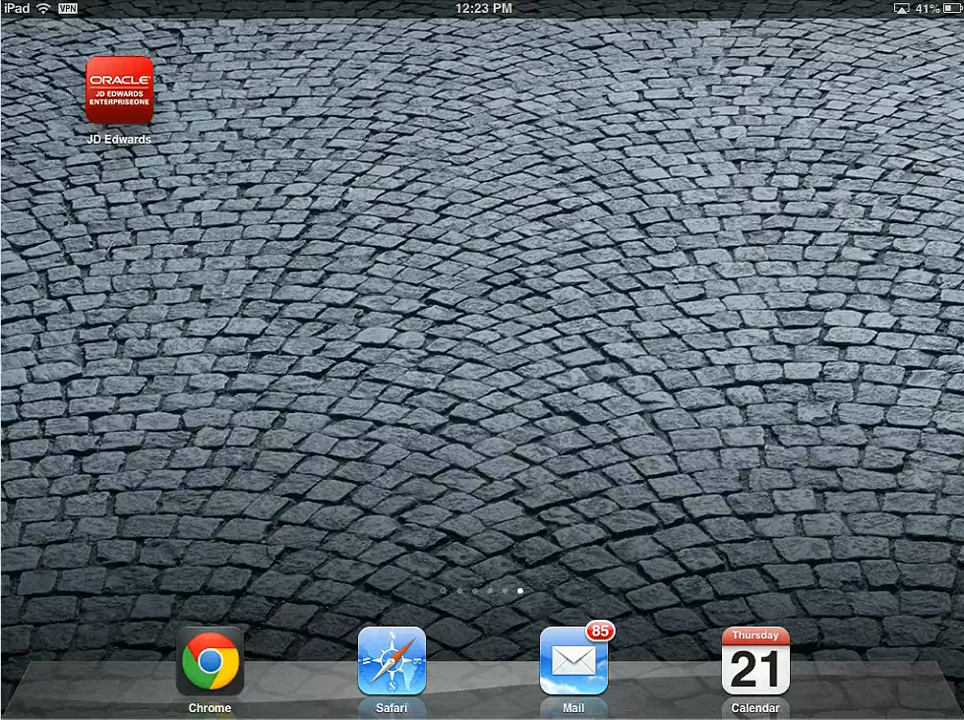 iPad VPN 12:23 PM 41%
ORACLE
JD EDWARDS
ENTERPRISEONE
JD Edwards
85
Thursday
21
Chrome Safari Mail Calendar